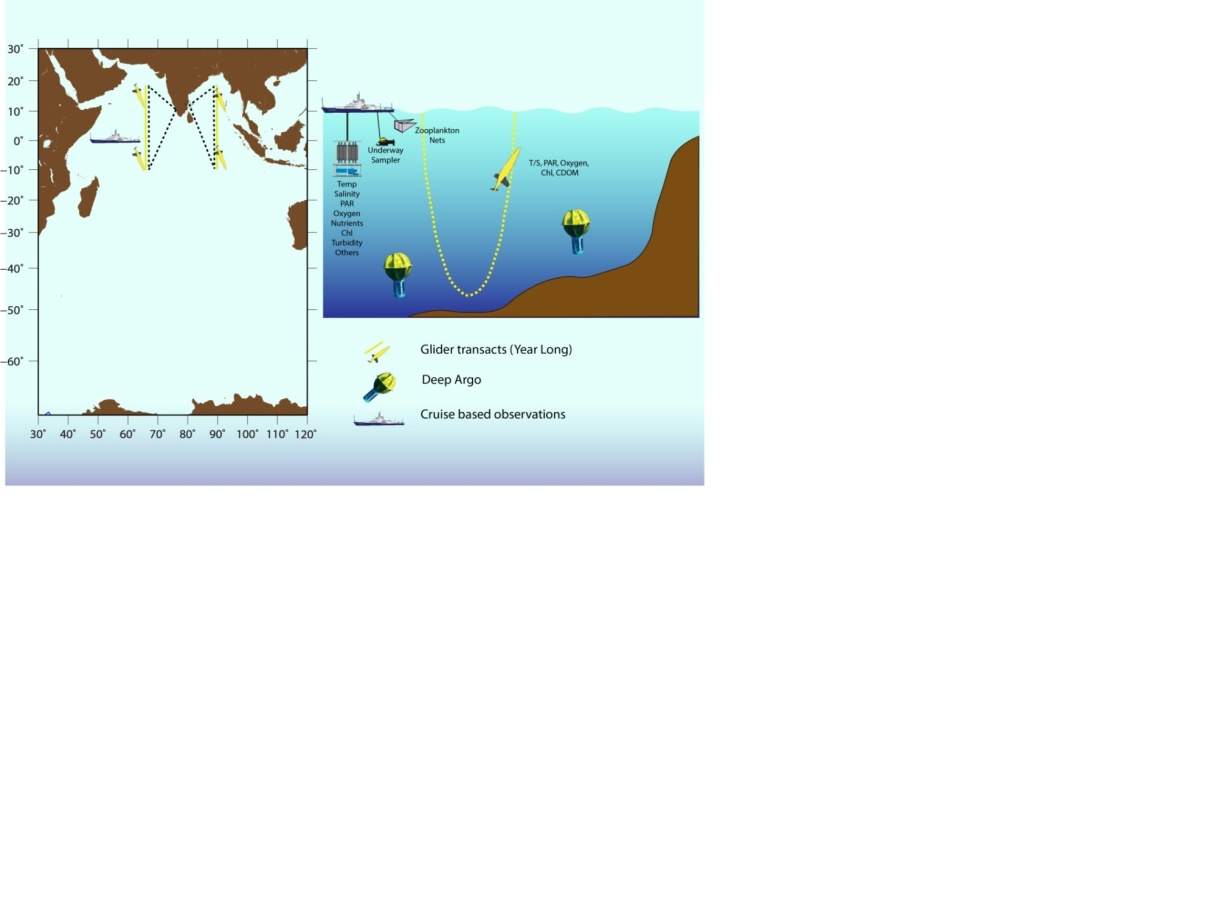 30°
20°
10°
0°
−10°
−20°
−30°
−40°
−50°
−60°
30° 40° 50° 60° 70° 80° 90° 100° 110° 120°
Zooplankton
Nets
Underway
Sampler
Temp
Salinity
PAR
Oxygen
Nutrients
Chl
Turbidity
Others
T/S, PAR, Oxygen,
Chl, CDOM
Glider transacts (Year Long)
Deep Argo
Cruise based observations